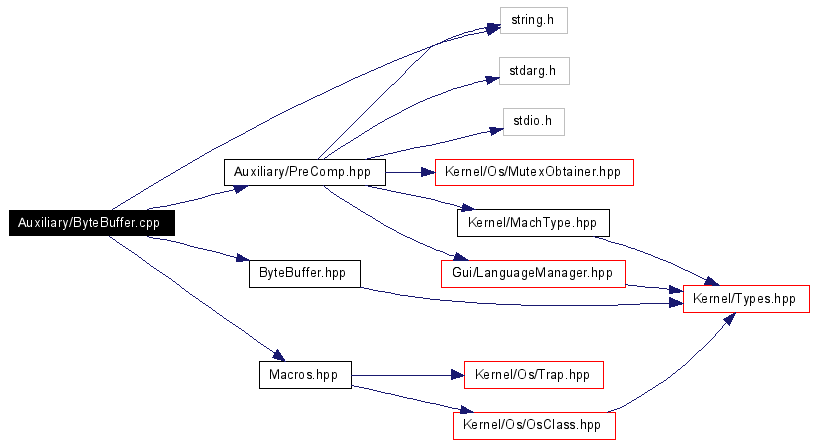 string.h
stdarg.h
stdio.h
Auxiliary/PreComp.hpp
Kernel/Os/MutexObtainer.hpp
Auxiliary/ByteBuffer.cpp
Kernel/MachType.hpp
ByteBuffer.hpp
Gui/LanguageManager.hpp
Kernel/Types.hpp
Macros.hpp
Kernel/Os/Trap.hpp
Kernel/Os/OsClass.hpp